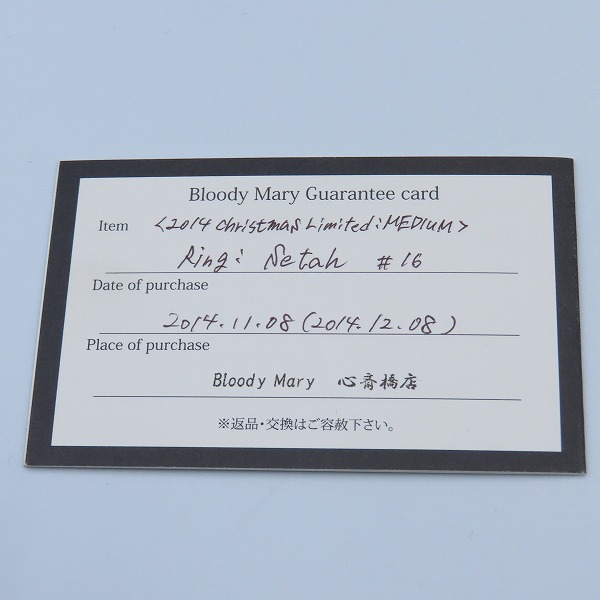 Bloody Mary Guarantee card
Item <2014 Christmas Limited:MEDIUM>
Ring: Setah #16
Date of purchase
2014.11.08(2014.12.08)
Place of purchase
Bloody Mary 心斎橋店
※返品・交換はご容赦下さい。